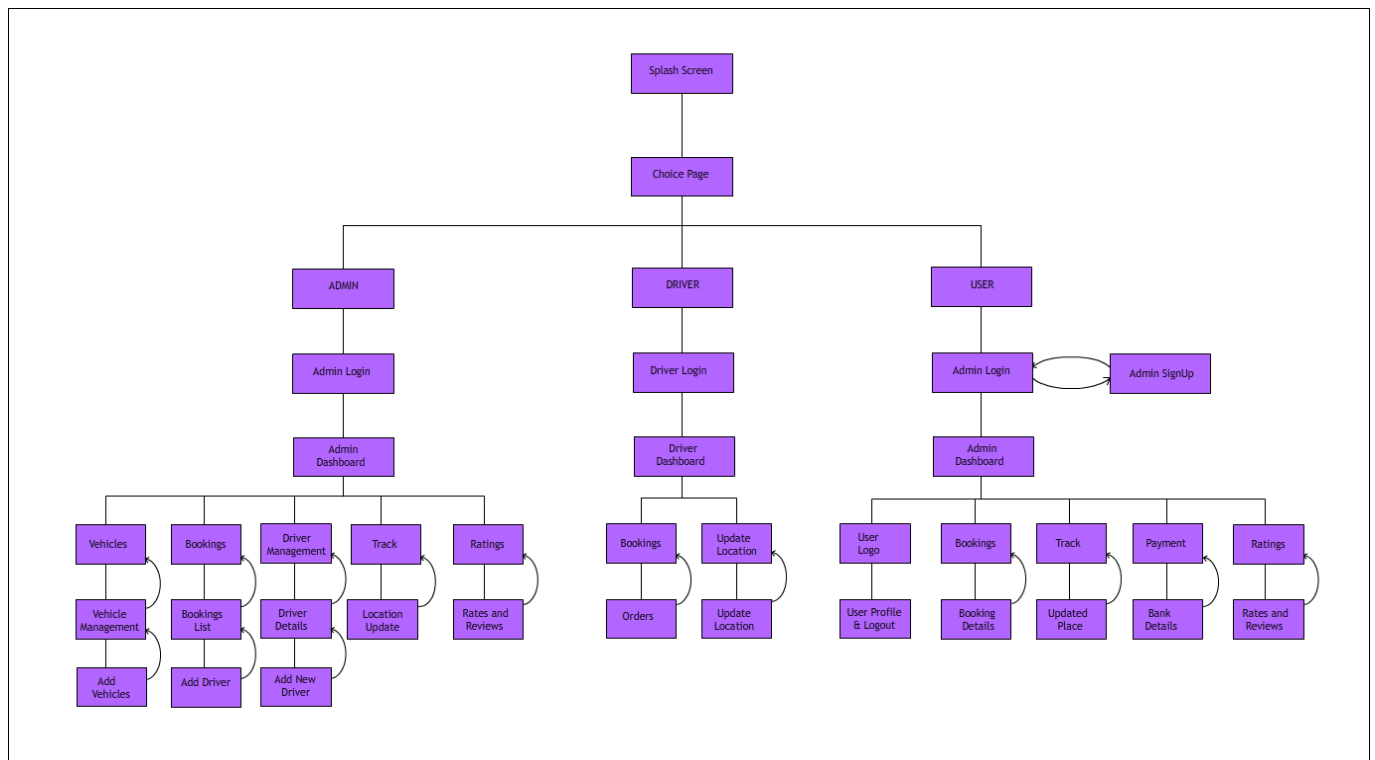 Splash Screen
Choice Page
ADMIN
DRIVER
USER
Admin Login
Driver Login
Admin Login
Admin SignUp
Admin
Dashboard
Driver
Dashboard
Admin
Dashboard
Vehicles
Bookings
Driver
Management
Track
Ratings
Bookings
Update
Location
User
Logo
Bookings
Track
Payment
Ratings
Vehicle
Management
Bookings
List
Driver
Details
Location
Update
Rates and
Reviews
Orders
Update
Location
User Profile
& Logout
Booking
Details
Updated
Place
Bank
Details
Rates and
Reviews
Add
Vehicles
Add Driver
Add New
Driver